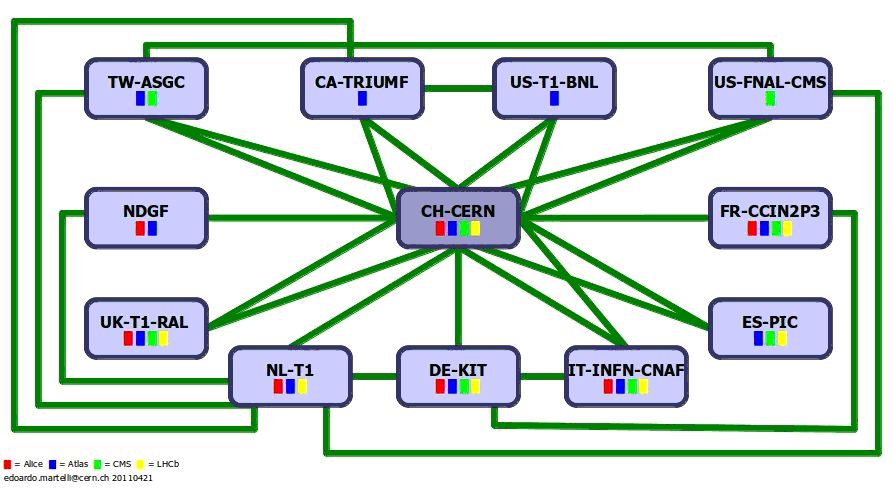 TW-ASGC
CA-TRIUMF
US-T1-BNL
US-FNAL-CMS
NDGF
CH-CERN
FR-CCIN2P3
UK-T1-RAL
ES-PIC
NL-T1
DE-KIT
IT-INFN-CNAF
= Alice = Atlas = CMS = LHCb
edoardo.martelli@cern.ch 20110421